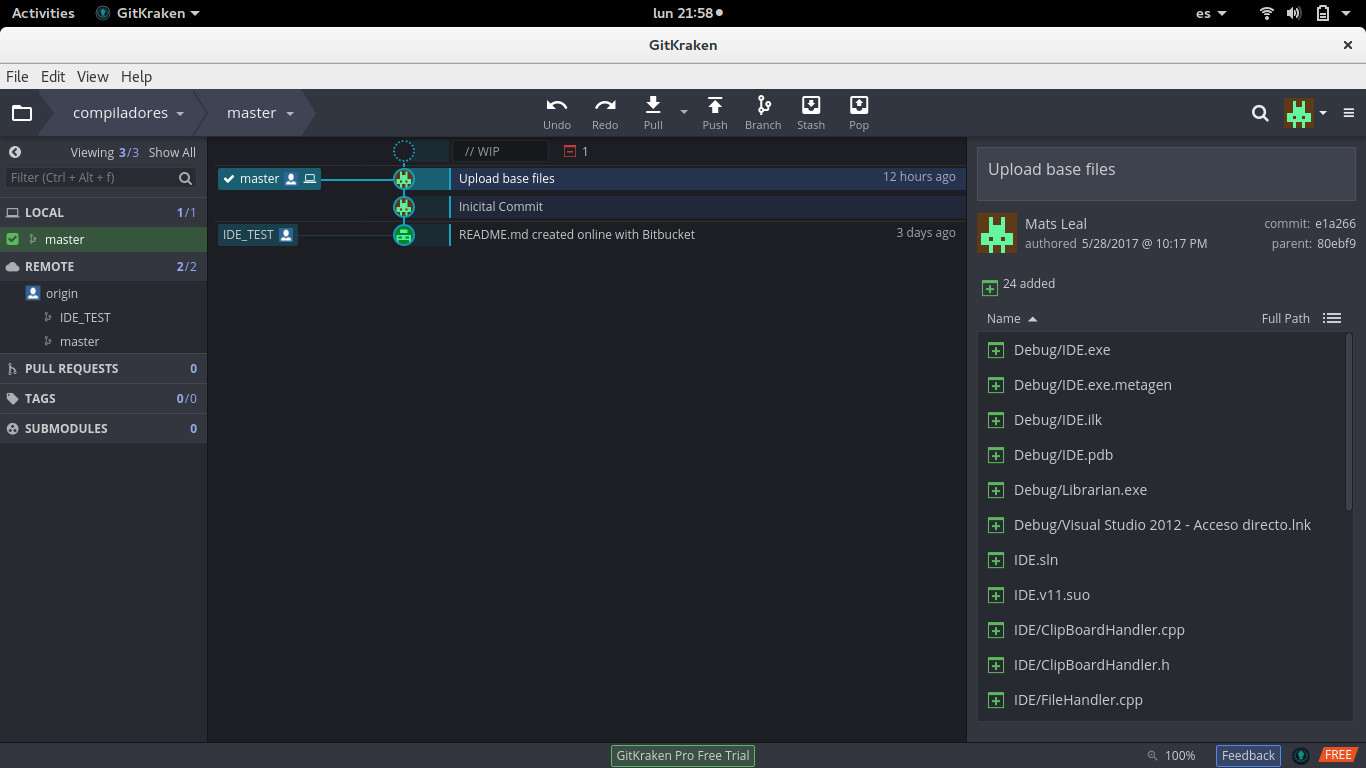 Activities GitKraken lun 21:58 es
GitKraken
File Edit View Help
compiladores master Undo Redo Pull Push Branch Stash Pop
Viewing 3/3 Show All
Filter (Ctrl + Alt + f)
LOCAL 1/1
master
REMOTE 2/2
origin
IDE_TEST
master
PULL REQUESTS 0
TAGS 0/0
SUBMODULES 0
// WIP 1
master Upload base files 12 hours ago
Inicital Commit
IDE_TEST README.md created online with Bitbucket 3 days ago
Upload base files
Mats Leal commit: e1a266
authored 5/28/2017 @ 10:17 PM parent: 80ebf9
24 added
Name Full Path
Debug/IDE.exe
Debug/IDE.exe.metagen
Debug/IDE.ilk
Debug/IDE.pdb
Debug/Librarian.exe
Debug/Visual Studio 2012 - Acceso directo.lnk
IDE.sln
IDE.v11.suo
IDE/ClipBoardHandler.cpp
IDE/ClipBoardHandler.h
IDE/FileHandler.cpp
GitKraken Pro Free Trial 100% Feedback FREE